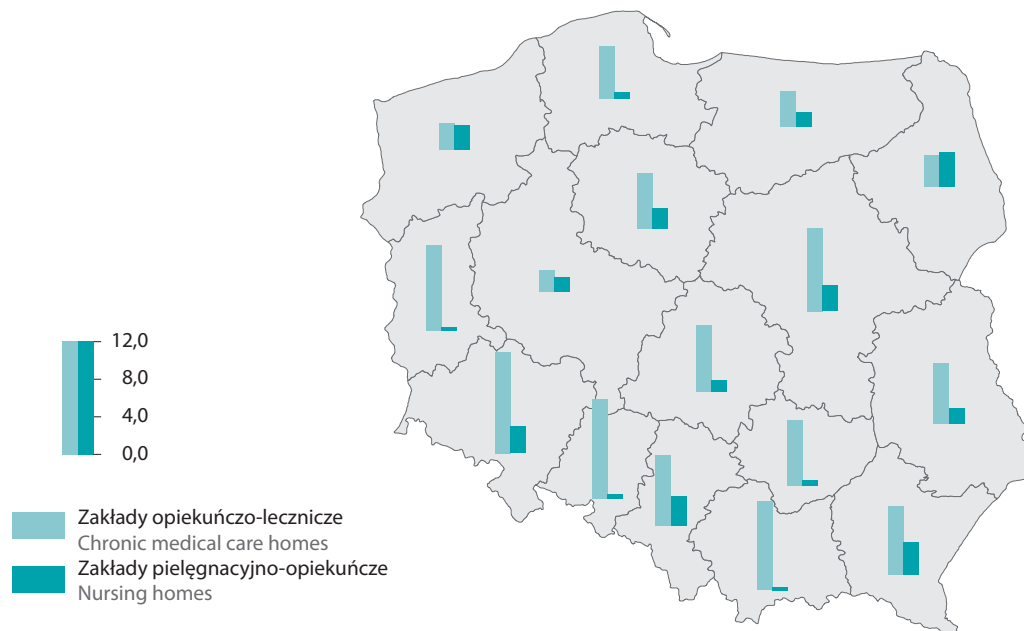 12,0
8,0
4,0
0,0
Zakłady opiekuńczo-lecznicze
Chronic medical care homes
Zakłady pielęgnacyjno-opiekuńcze
Nursing homes